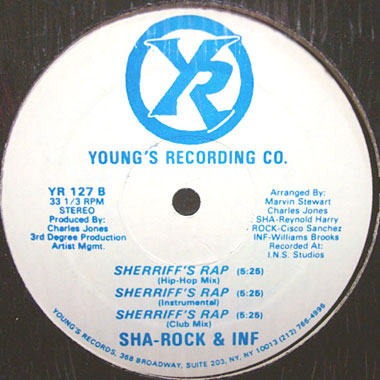 YR
YOUNG'S RECORDING CO.
YR 127 B
33 1/3 RPM
STEREO
Produced By:
Charles Jones
3rd Degree Production
Artist Mgmt.
Arranged By:
Marvin Stewart
Charles Jones
SHA-Reynold Harry
ROCK-Cisco Sanchez
INF-Williams Brooks
Recorded At:
I.N.S. Studios
SHERRIFF'S RAP (5:25)
(Hip-Hop Mix)
SHERRIFF'S RAP (5:25)
(Instrumental)
SHERRIFF'S RAP (5:25)
(Club Mix)
SHA-ROCK & INF
YOUNG'S RECORDS, 368 BROADWAY, SUITE 203, NY, NY 10013 (212) 766-4996